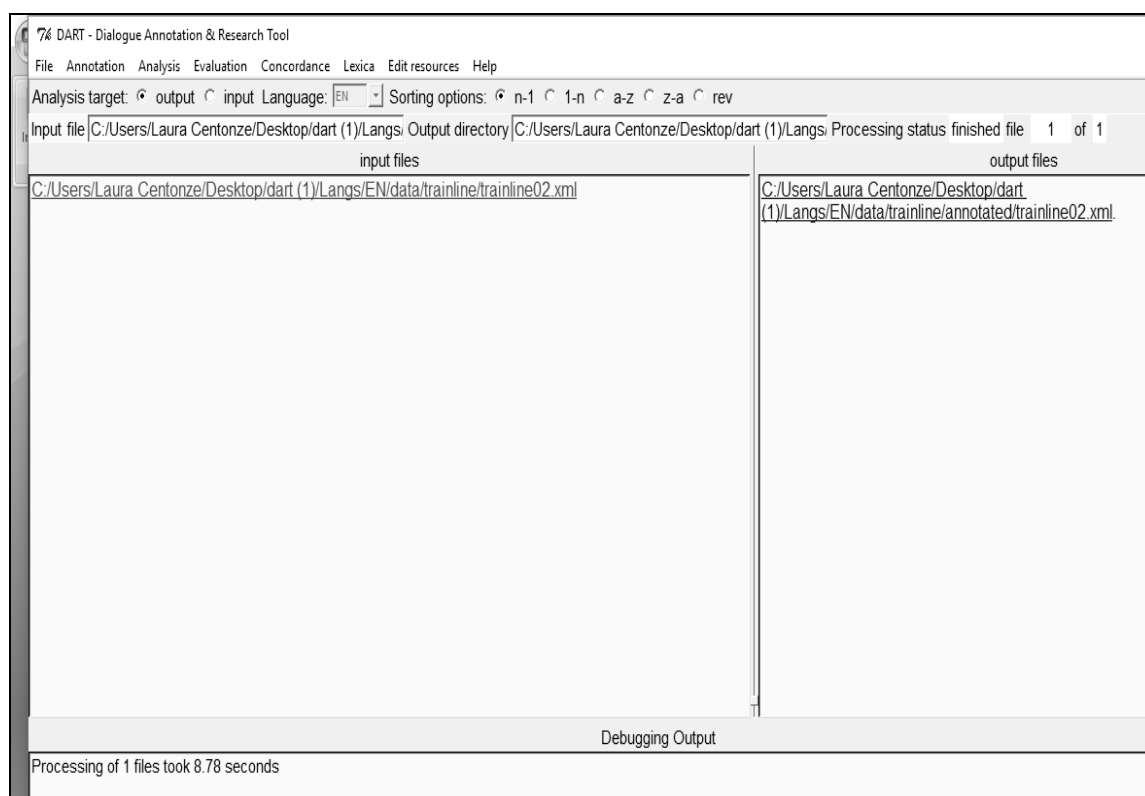 DART - Dialogue Annotation & Research Tool
File Annotation Analysis Evaluation Concordance Lexica Edit resources Help
Analysis target: output input Language: EN Sorting options: n-1 1-n a-z z-a rev
Input file C:/Users/Laura Centonze/Desktop/dart (1)/Langs/ Output directory C:/Users/Laura Centonze/Desktop/dart (1)/Langs/ Processing status finished file 1 of 1
input files
output files
C:/Users/Laura Centonze/Desktop/dart (1)/Langs/EN/data/trainline/trainline02.xml
C:/Users/Laura Centonze/Desktop/dart
(1)/Langs/EN/data/trainline/annotated/trainline02.xml.
Debugging Output
Processing of 1 files took 8.78 seconds